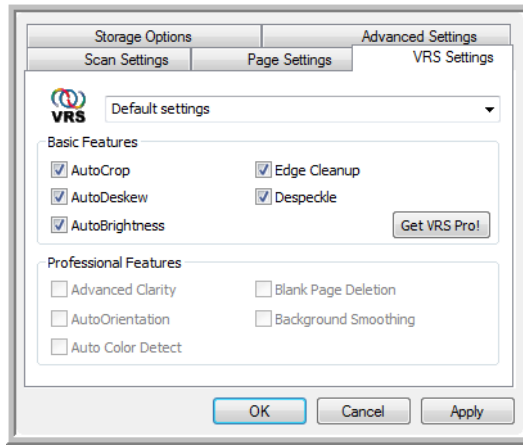 Storage Options Advanced Settings
Scan Settings Page Settings VRS Settings
VRS Default settings
Basic Features
AutoCrop Edge Cleanup
AutoDeskew Despeckle
AutoBrightness Get VRS Pro!
Professional Features
Advanced Clarity Blank Page Deletion
AutoOrientation Background Smoothing
Auto Color Detect
OK Cancel Apply